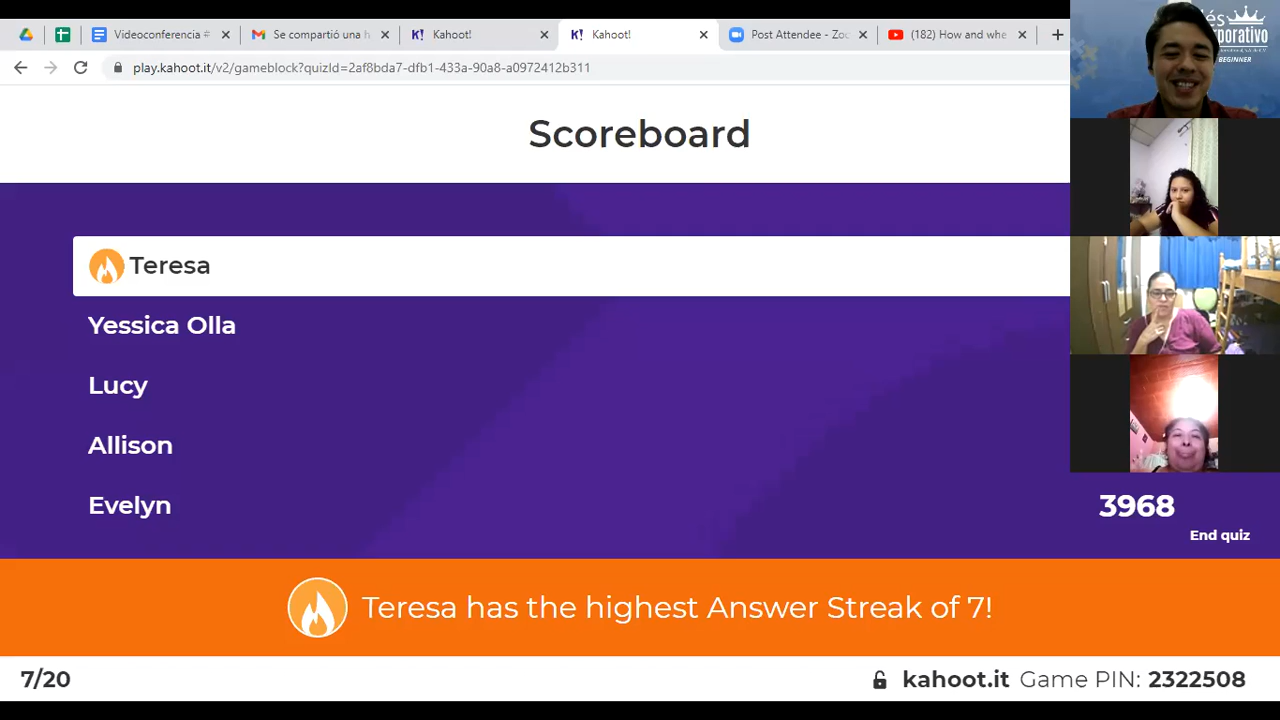 Videoconferencia #
Se compartió una h
Kahoot!
Kahoot!
Post Attendee - Zoo
(182) How and whe
play.kahoot.it/v2/gameblock?quizId=2af8bda7-dfb1-433a-90a8-a0972412b311
BEGINNER
Scoreboard
Teresa
Yessica Olla
Lucy
Allison
Evelyn
3968
End quiz
Teresa has the highest Answer Streak of 7!
7/20
kahoot.it Game PIN: 2322508